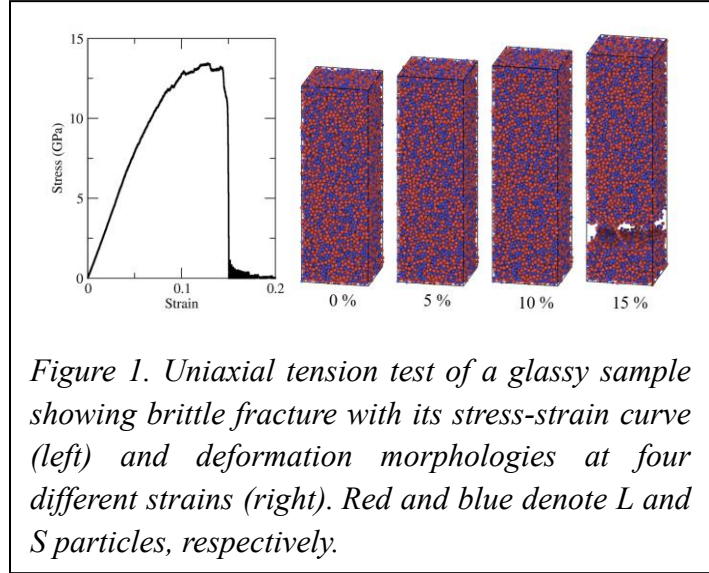 15
10
5
0
Stress (GPa)
0 0.1 0.2
Strain
0 % 5 % 10 % 15 %
Figure 1. Uniaxial tension test of a glassy sample
showing brittle fracture with its stress-strain curve
(left) and deformation morphologies at four
different strains (right). Red and blue denote L and
S particles, respectively.